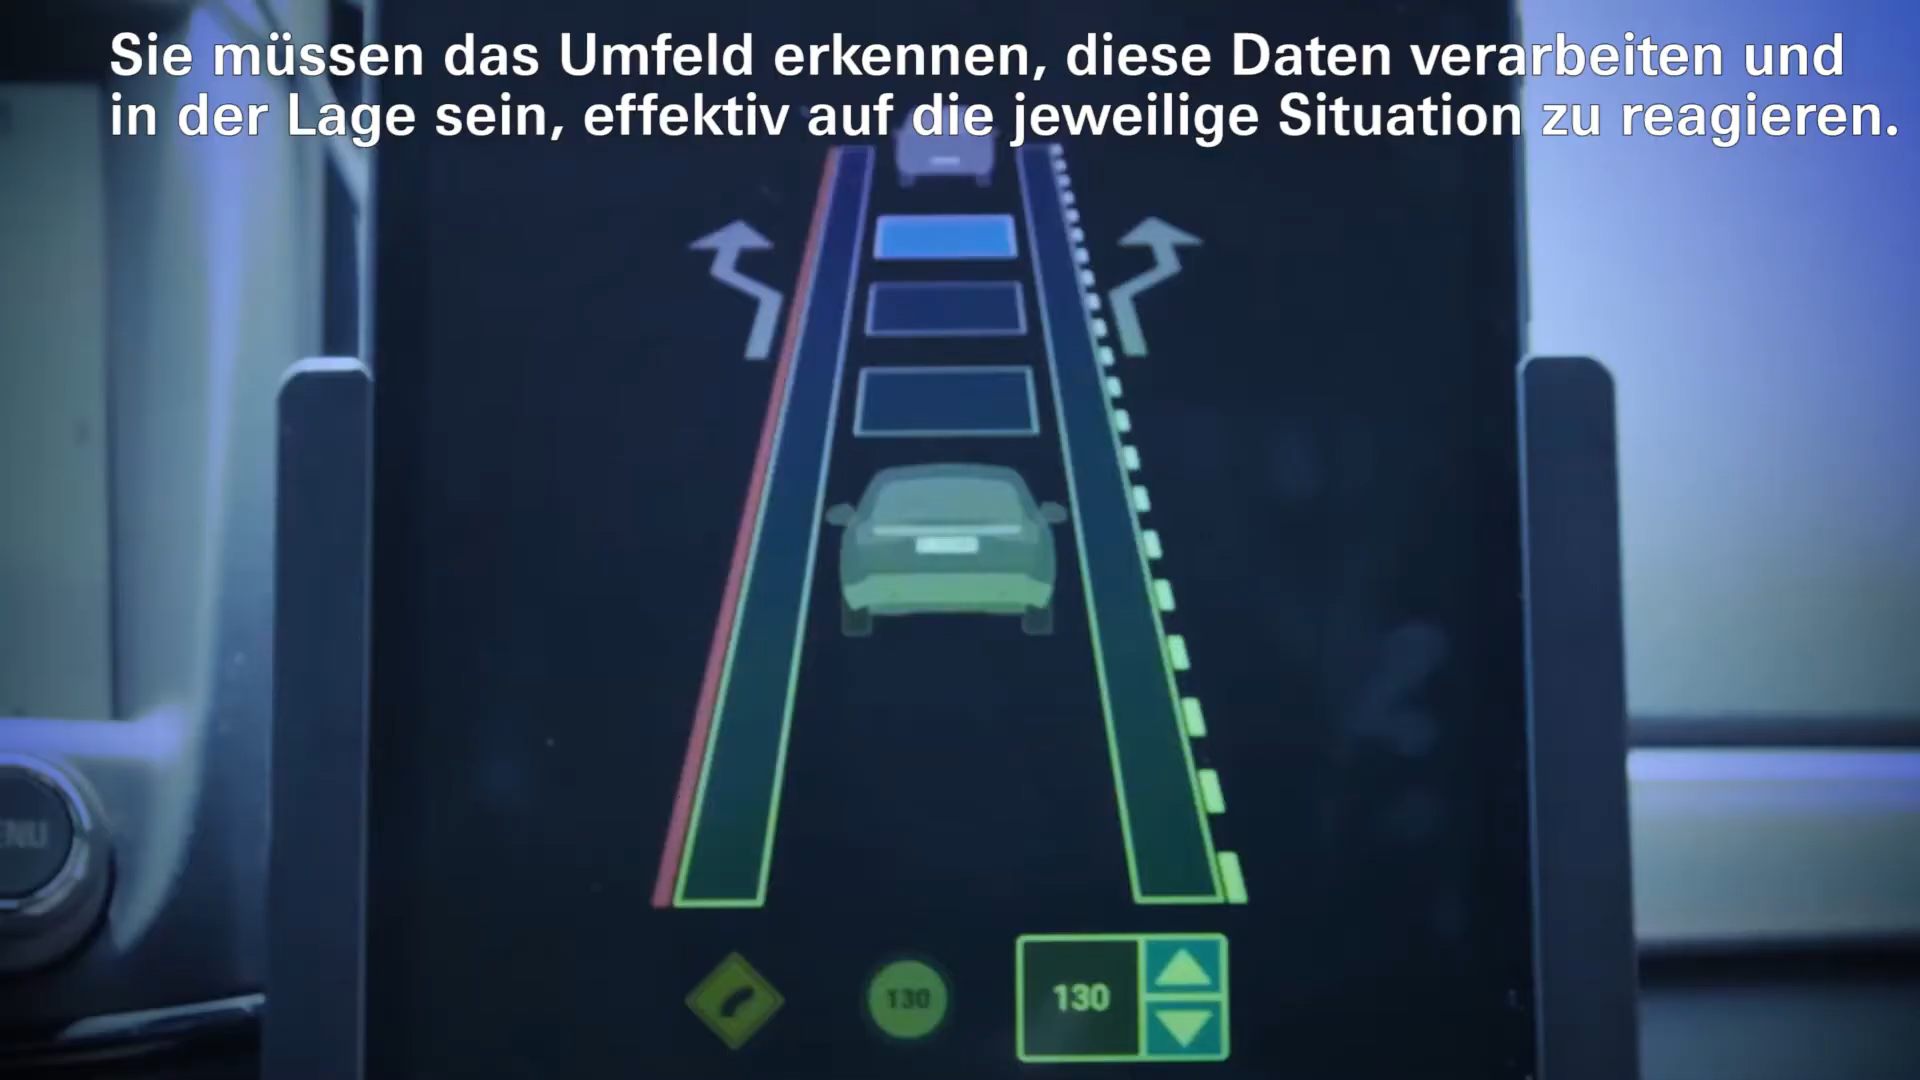 Sie müssen das Umfeld erkennen, diese Daten verarbeiten und
in der Lage sein, effektiv auf die jeweilige Situation zu reagieren.
ENU
130
130